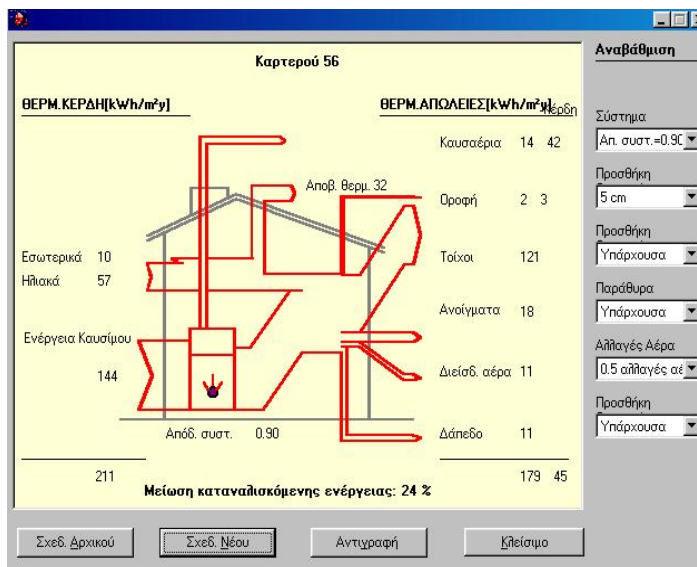 Καρτερού 56
ΘΕΡΜ.ΚΕΡΔΗ[kWh/m²y]
ΘΕΡΜ.ΑΠΩΛΕΙΕΣ[kWh/m²y]
Κέρδη
Καυσαέρια 14 42
Αποβ. θερμ. 32
Οροφή 2 3
Εσωτερικά 10
Ηλιακά 57
Τοίχοι 121
Ανοίγματα 18
Ενέργεια Καυσίμου
144
Διείσδ. αέρα 11
Απόδ. συστ. 0.90
Δάπεδο 11
211
179 45
Μείωση καταναλισκόμενης ενέργειας: 24 %
Αναβάθμιση
Σύστημα
Απ. συστ.=0.90
Προσθήκη
5 cm
Προσθήκη
Υπάρχουσα
Παράθυρα
Υπάρχουσα
Αλλαγές Αέρα
0.5 αλλαγές αέ
Προσθήκη
Υπάρχουσα
Σχεδ. Αρχικού
Σχεδ. Νέου
Αντιγραφή
Κλείσιμο